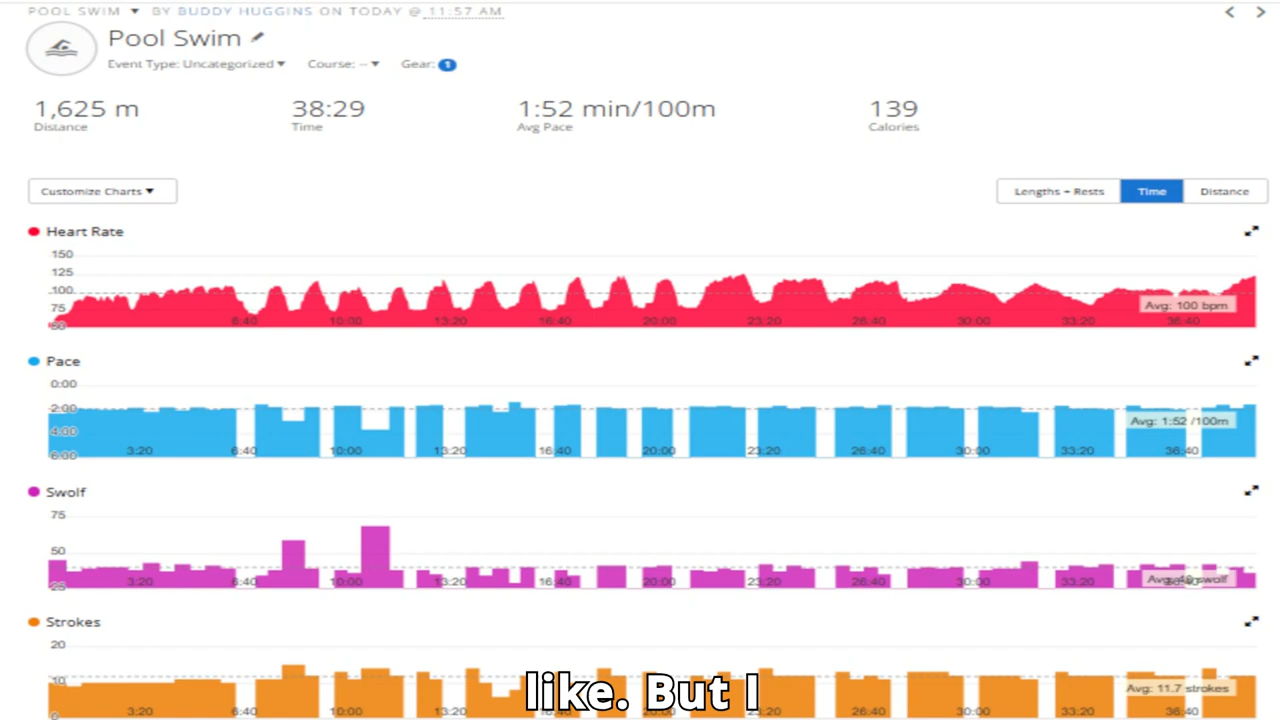 POOL SWIM ▼ BY BUDDY HUGGINS ON TODAY @ 11:57 AM
Pool Swim
Event Type: Uncategorized ▼ Course: -- ▼ Gear: 1
1,625 m 38:29 1:52 min/100m 139
Distance Time Avg Pace Calories
Customize Charts ▼ Lengths + Rests Time Distance
Heart Rate
150
125
100
75
50
6:40 10:00 13:20 16:40 20:00 23:20 26:40 30:00 33:20 36:40
Avg: 100 bpm
Pace
0:00
2:00
4:00
6:00
3:20 6:40 10:00 13:20 16:40 20:00 23:20 26:40 30:00 33:20 36:40
Avg: 1:52 /100m
Swolf
75
50
25
3:20 6:40 10:00 13:20 16:40 20:00 23:20 26:40 30:00 33:20 36:40
Avg: 40 swolf
Strokes
20
10
0
3:20 6:40 10:00 13:20 16:40 20:00 23:20 26:40 30:00 33:20 36:40
Avg: 11.7 strokes
like. But I